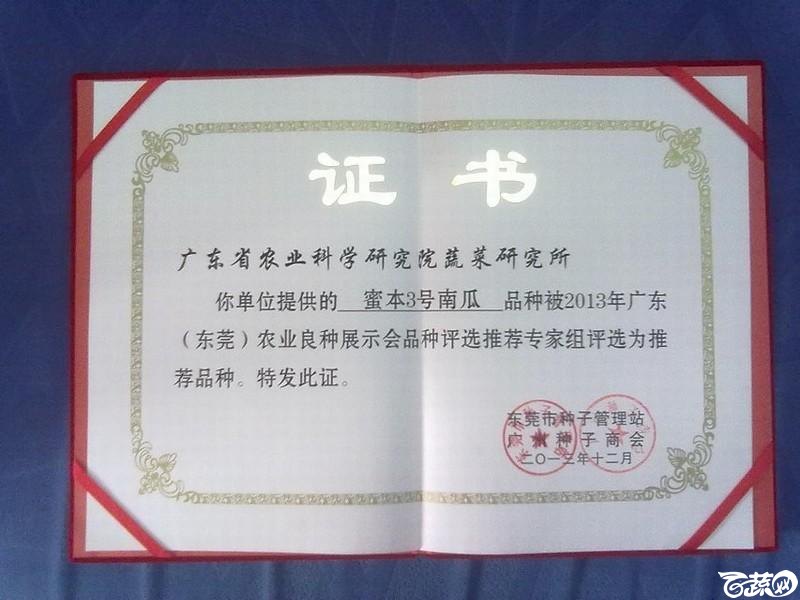 证 书
广东省农业科学研究院蔬菜研究所
你单位提供的 蜜本3号南瓜 品种被2013年广东
（东莞）农业良种展示会品种评选推荐专家组评选为推
荐品种。特发此证。
东莞市种子管理站
种子商会
二〇一三年十二月
百蔬网